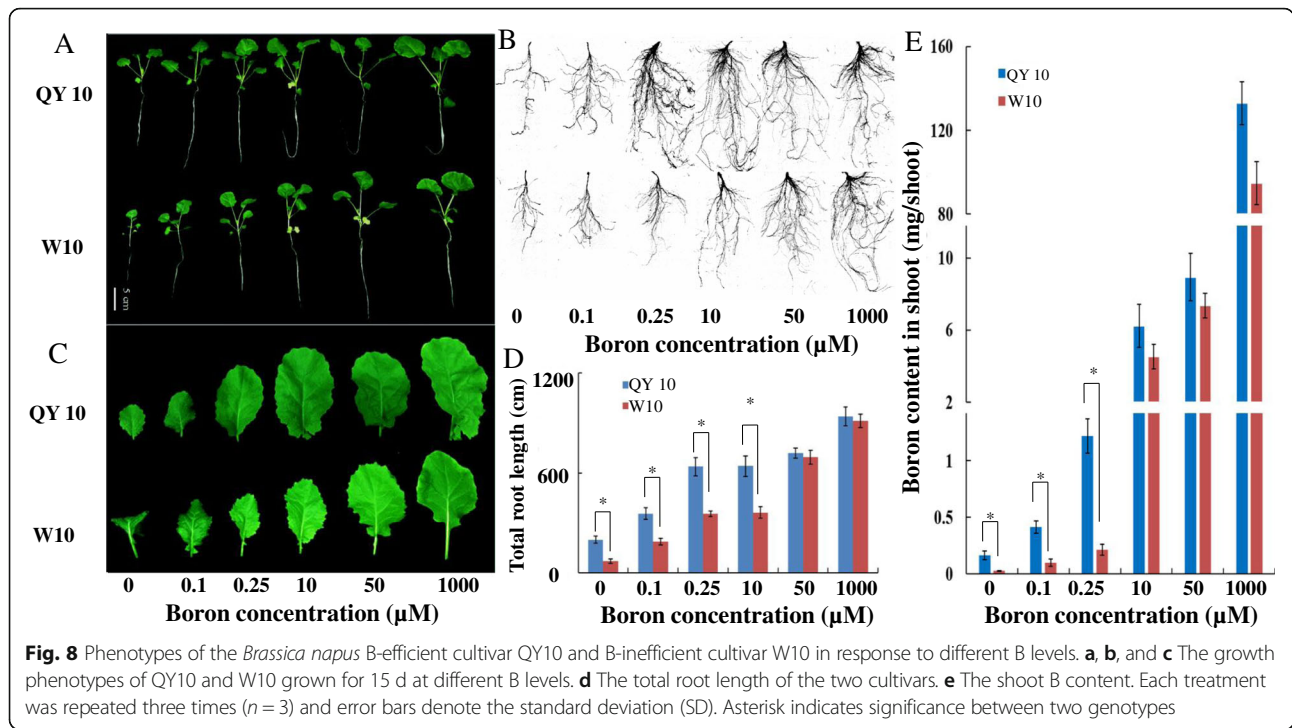 A
QY 10
W10
5 cm
B
0 0.1 0.25 10 50 1000
Boron concentration (µM)
C
QY 10
W10
0 0.1 0.25 10 50 1000
Boron concentration (µM)
D
Total root length (cm)
1200
600
0
QY 10
W10
* * * *
0 0.1 0.25 10 50 1000
Boron concentration (µM)
E
Boron content in shoot (mg/shoot)
160
130
80
10
6
2
1
0.5
0
QY 10
W10
* * *
0 0.1 0.25 10 50 1000
Boron concentration (µM)
Fig. 8 Phenotypes of the Brassica napus B-efficient cultivar QY10 and B-inefficient cultivar W10 in response to different B levels. a, b, and c The growth
phenotypes of QY10 and W10 grown for 15 d at different B levels. d The total root length of the two cultivars. e The shoot B content. Each treatment
was repeated three times (n = 3) and error bars denote the standard deviation (SD). Asterisk indicates significance between two genotypes